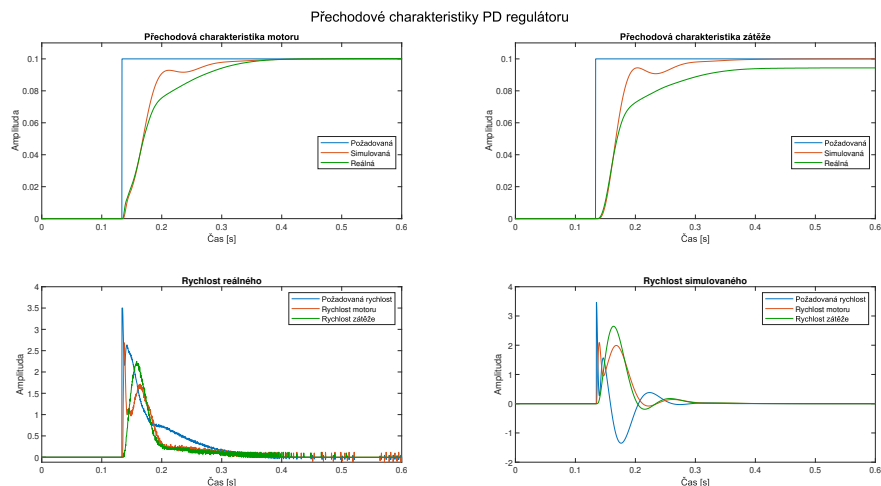 Přechodové charakteristiky PD regulátoru
Přechodová charakteristika motoru
Amplituda
0.1
0.08
0.06
0.04
0.02
0
Požadovaná
Simulovaná
Reálná
0 0.1 0.2 0.3 0.4 0.5 0.6
Čas [s]
Přechodová charakteristika zátěže
Amplituda
0.1
0.08
0.06
0.04
0.02
0
Požadovaná
Simulovaná
Reálná
0 0.1 0.2 0.3 0.4 0.5 0.6
Čas [s]
Rychlost reálného
Amplituda
4
3.5
3
2.5
2
1.5
1
0.5
0
Požadovaná rychlost
Rychlost motoru
Rychlost zátěže
0 0.1 0.2 0.3 0.4 0.5 0.6
Čas [s]
Rychlost simulovaného
Amplituda
4
3
2
1
0
-1
-2
Požadovaná rychlost
Rychlost motoru
Rychlost zátěže
0 0.1 0.2 0.3 0.4 0.5 0.6
Čas [s]